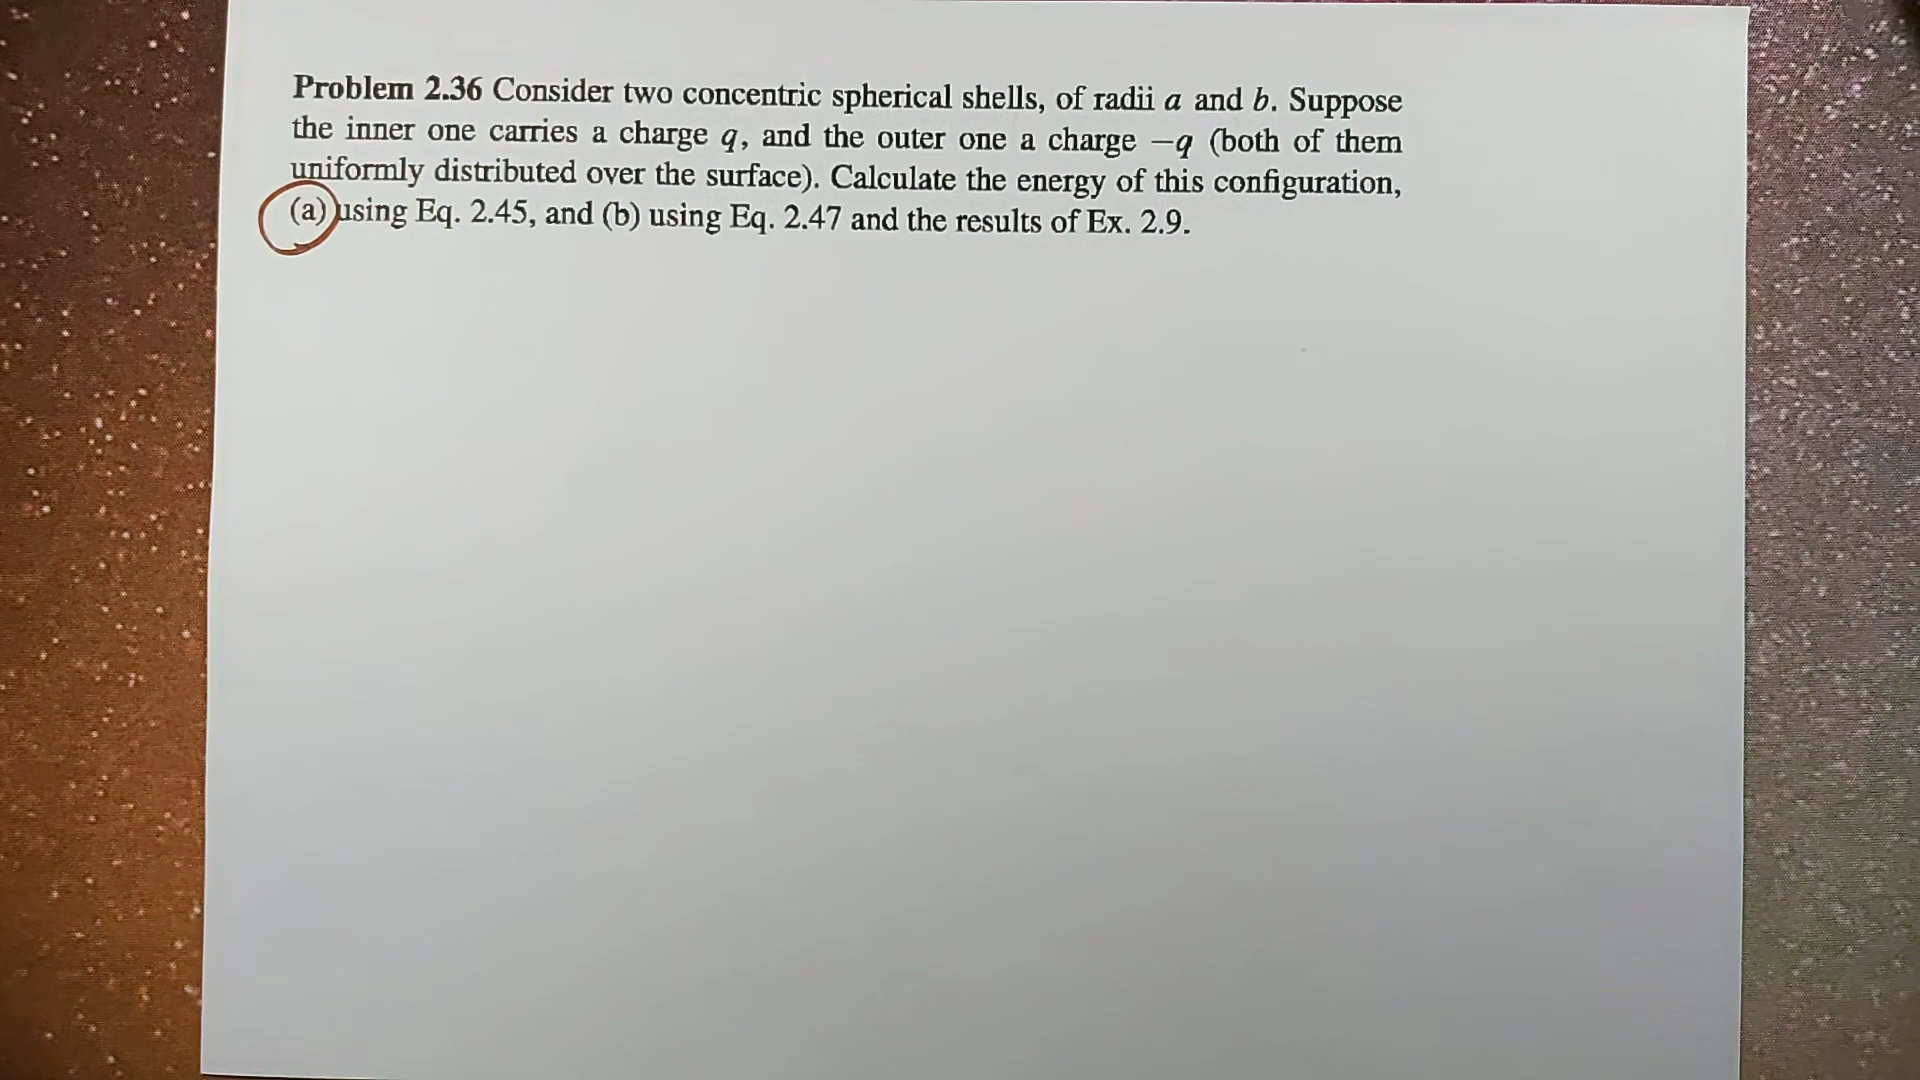 Problem 2.36 Consider two concentric spherical shells, of radii a and b. Suppose
the inner one carries a charge q, and the outer one a charge −q (both of them
uniformly distributed over the surface). Calculate the energy of this configuration,
(a) using Eq. 2.45, and (b) using Eq. 2.47 and the results of Ex. 2.9.